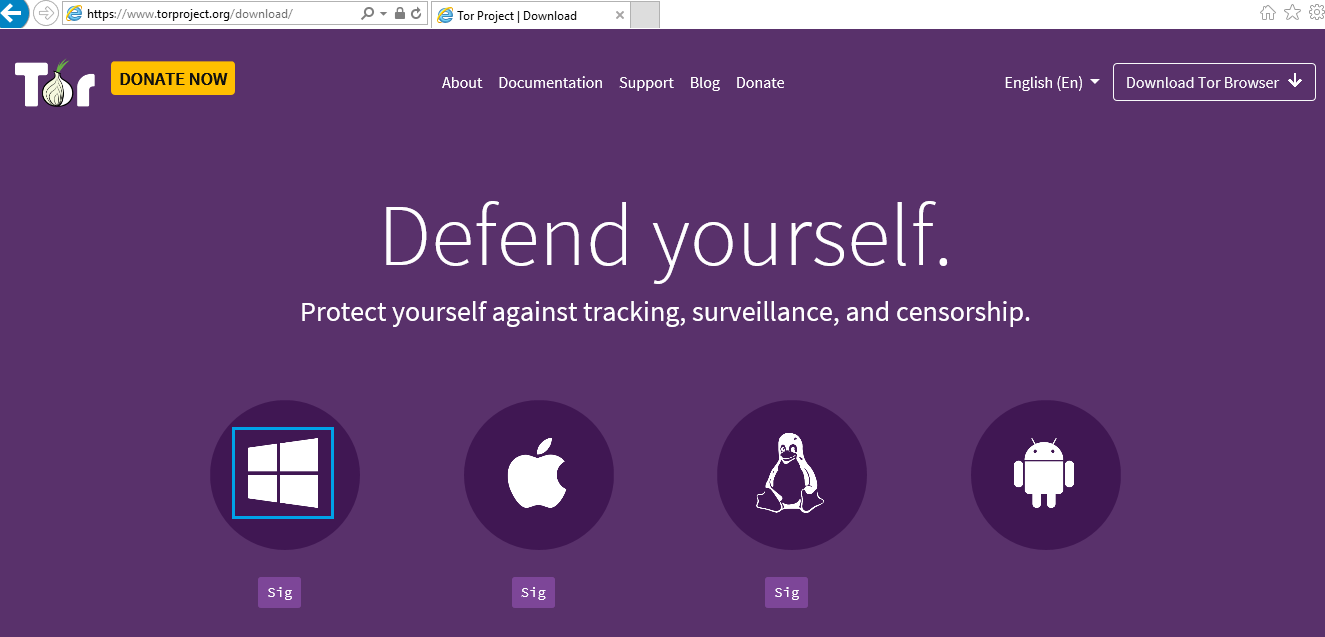 https://www.torproject.org/download/
Tor Project | Download
Tor
DONATE NOW
About Documentation Support Blog Donate
English (En)
Download Tor Browser
Defend yourself.
Protect yourself against tracking, surveillance, and censorship.
Sig Sig Sig